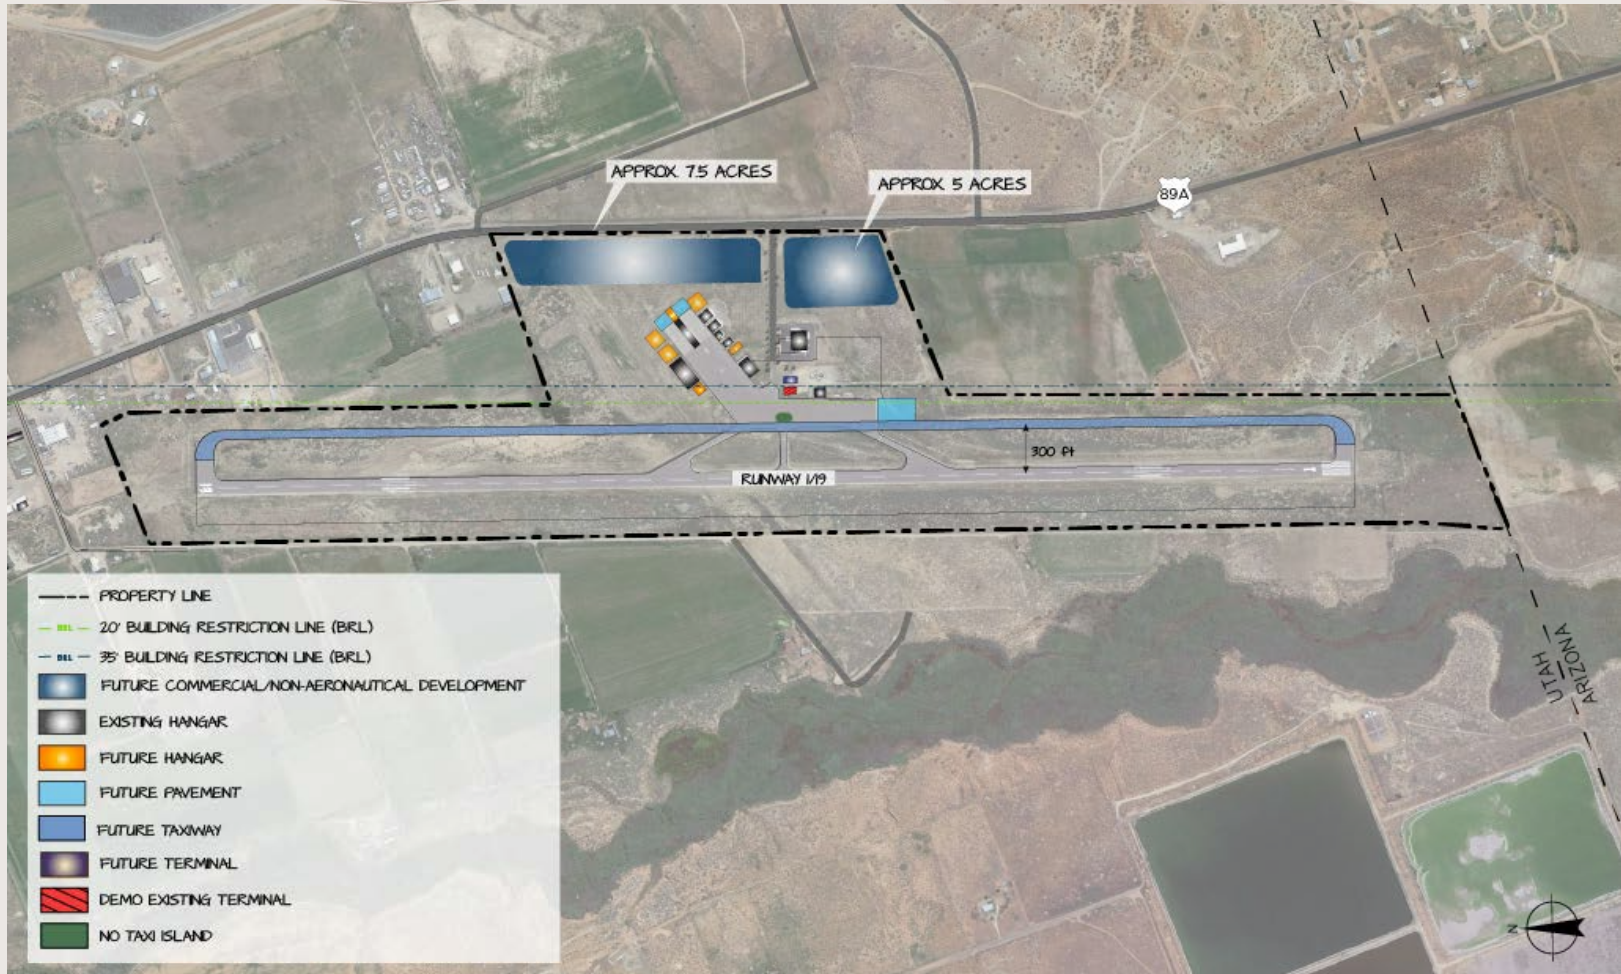 APPROX. 7.5 ACRES
APPROX. 5 ACRES
89A
300 ft
RUNWAY 1/19
PROPERTY LINE
BRL
20' BUILDING RESTRICTION LINE (BRL)
BRL
35' BUILDING RESTRICTION LINE (BRL)
FUTURE COMMERCIAL/NON-AERONAUTICAL DEVELOPMENT
EXISTING HANGAR
FUTURE HANGAR
FUTURE PAVEMENT
FUTURE TAXIWAY
FUTURE TERMINAL
DEMO EXISTING TERMINAL
NO TAXI ISLAND
UTAH
ARIZONA
N